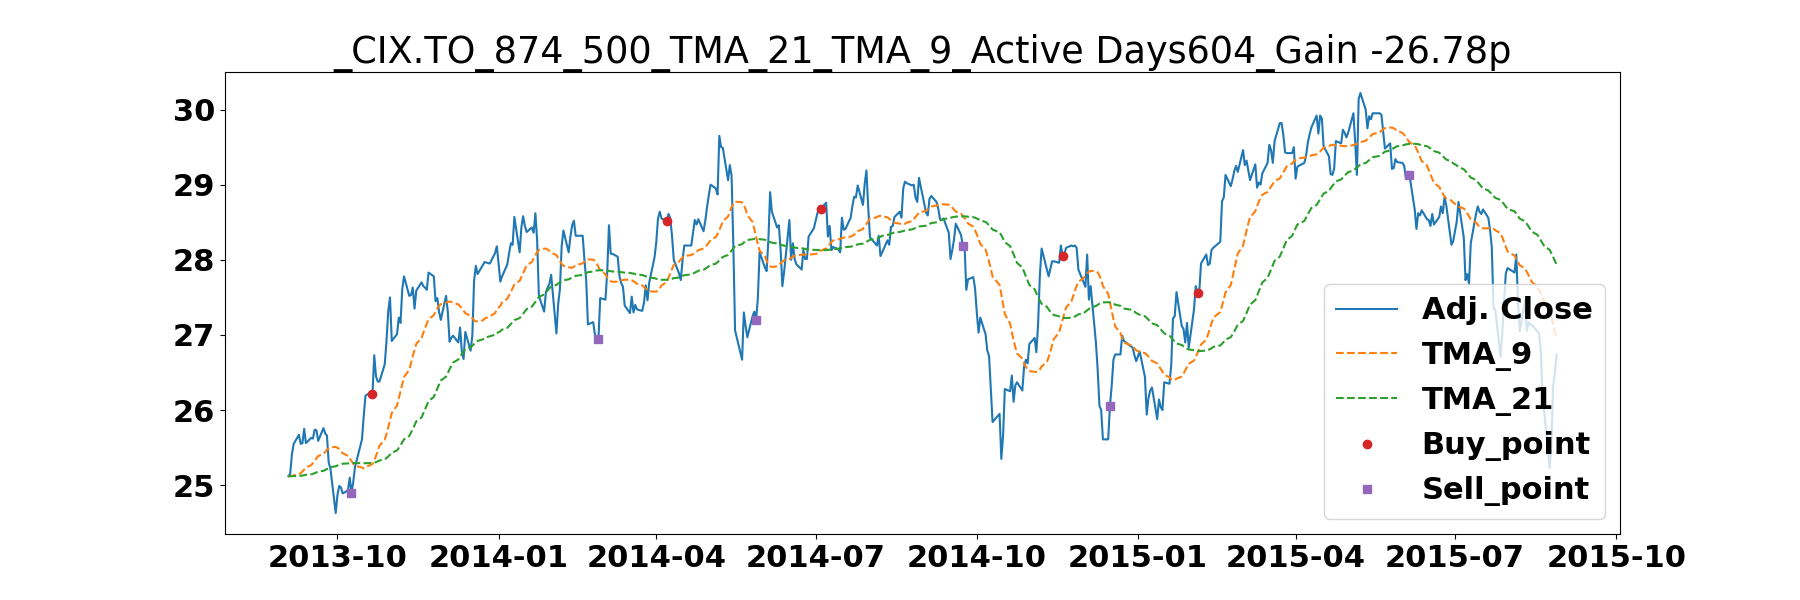 _CIX.TO_874_500_TMA_21_TMA_9_Active Days604_Gain -26.78p
30
29
28
27
26
25
Adj. Close
TMA_9
TMA_21
Buy_point
Sell_point
2013-10 2014-01 2014-04 2014-07 2014-10 2015-01 2015-04 2015-07 2015-10